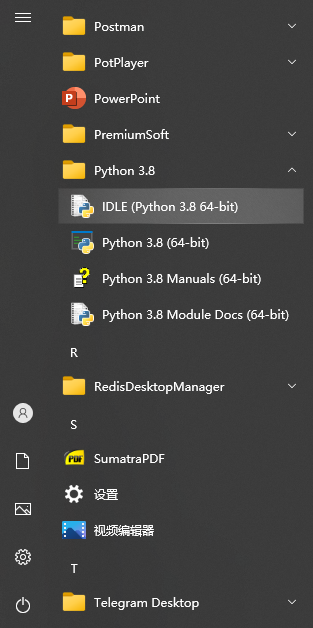 Postman
PotPlayer
PowerPoint
PremiumSoft
Python 3.8
IDLE (Python 3.8 64-bit)
Python 3.8 (64-bit)
Python 3.8 Manuals (64-bit)
Python 3.8 Module Docs (64-bit)
R
RedisDesktopManager
S
SumatraPDF
设置
视频编辑器
T
Telegram Desktop